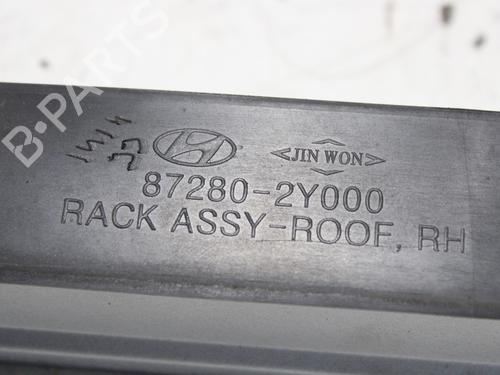 B-PARTS
JIN WON
87280-2Y000
RACK ASSY-ROOF, RH